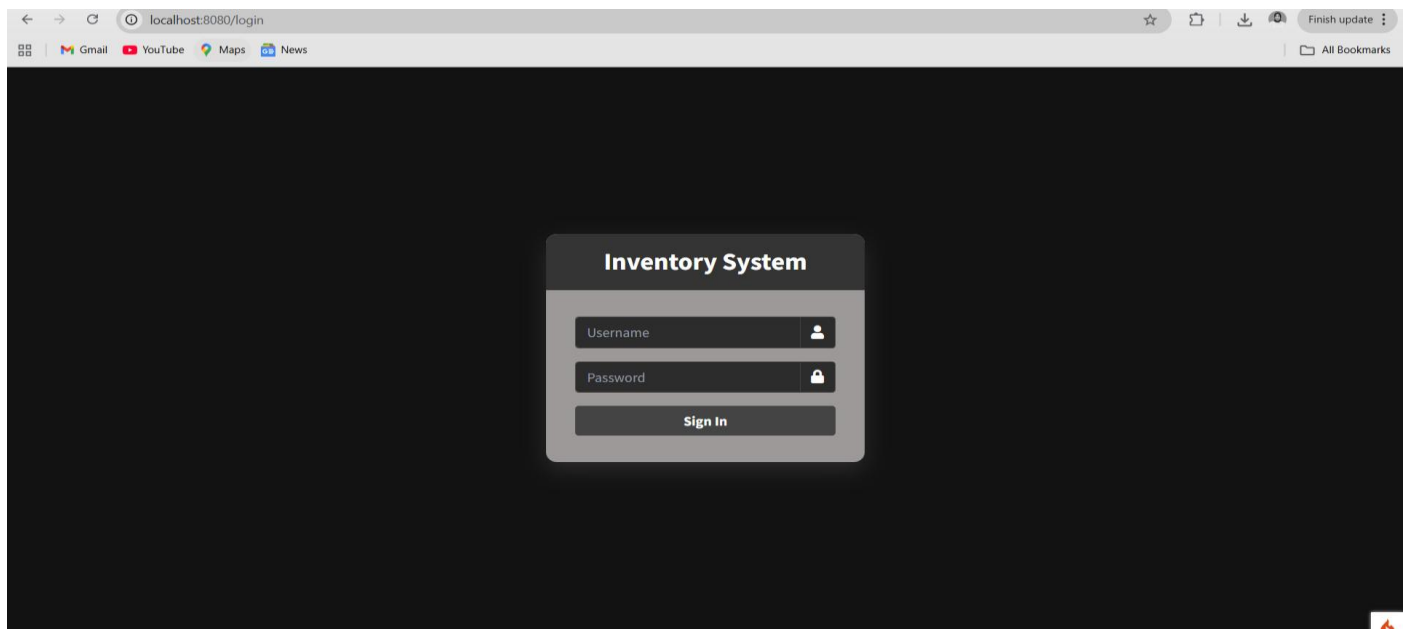 localhost:8080/login
Finish update
Gmail YouTube Maps News
All Bookmarks
Inventory System
Username
Password
Sign In